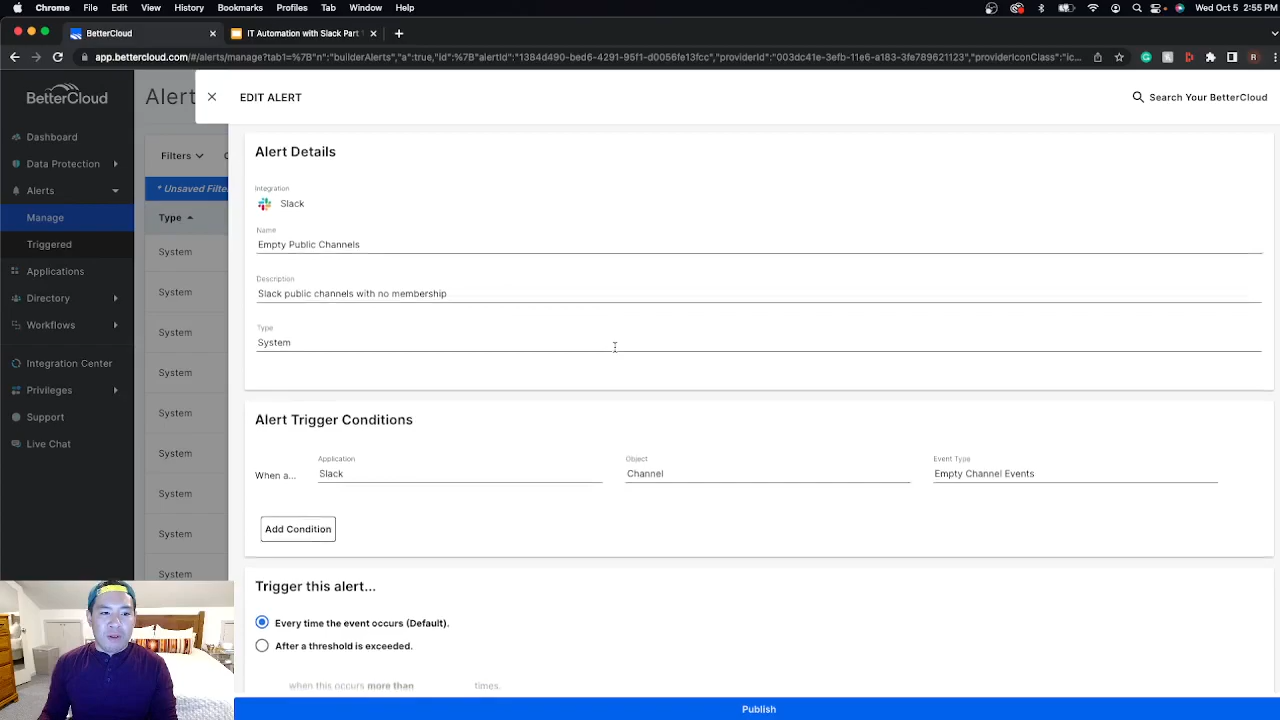 Chrome File Edit View History Bookmarks Profiles Tab Window Help Wed Oct 5 2:55 PM
BetterCloud IT Automation with Slack Part
app.bettercloud.com/#/alerts/manage?tab1=%7B"n":"builderAlerts","a":true,"id":%7B"alertId":"1384d490-bed6-4291-95f1-d0056fe13fcc","providerId":"003dc41e-3efb-11e6-a183-3fe789621123","providerIconClass":"ic...
BetterCloud
Alert
EDIT ALERT
Search Your BetterCloud
Manage
Data Protection
Alerts
Manage
Triggered
Applications
Directory
Workflows
Integration Center
Privileges
Support
Live Chat
Filters
* Unsaved Filte
Type
System
System
System
System
System
System
System
System
System
Alert Details
Integration
Slack
Name
Empty Public Channels
Description
Slack public channels with no membership
Type
System
Alert Trigger Conditions
When a...
Application
Slack
Object
Channel
Event Type
Empty Channel Events
Add Condition
Trigger this alert...
Every time the event occurs (Default).
After a threshold is exceeded.
when this occurs more than times.
Publish